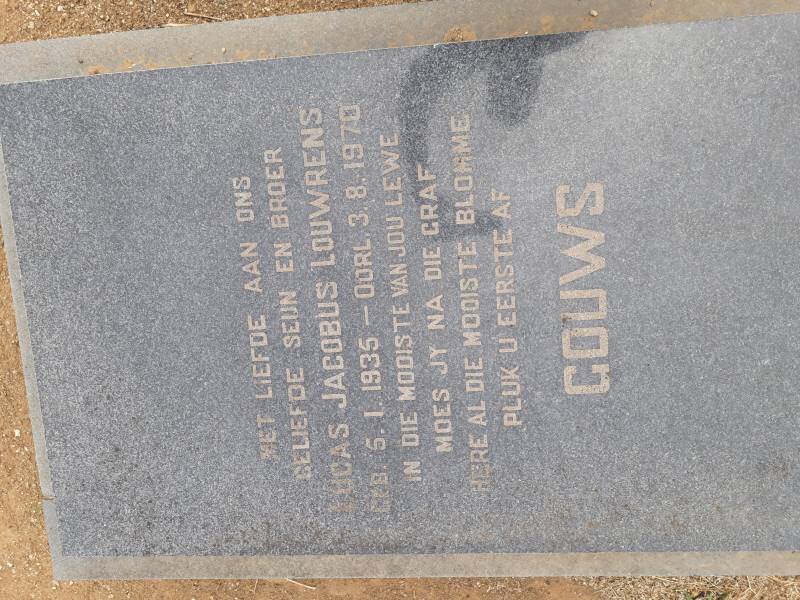 MET LIEFDE AAN ONS
GELIEFDE SEUN EN BROER
LUCAS JACOBUS LOUWRENS
GEB. 5.1.1935 — OORL. 3.8.1970
IN DIE MOOISTE VAN JOU LEWE
MOES JY NA DIE GRAF
HERE AL DIE MOOISTE BLOMME
PLUK U EERSTE AF
GOUWS